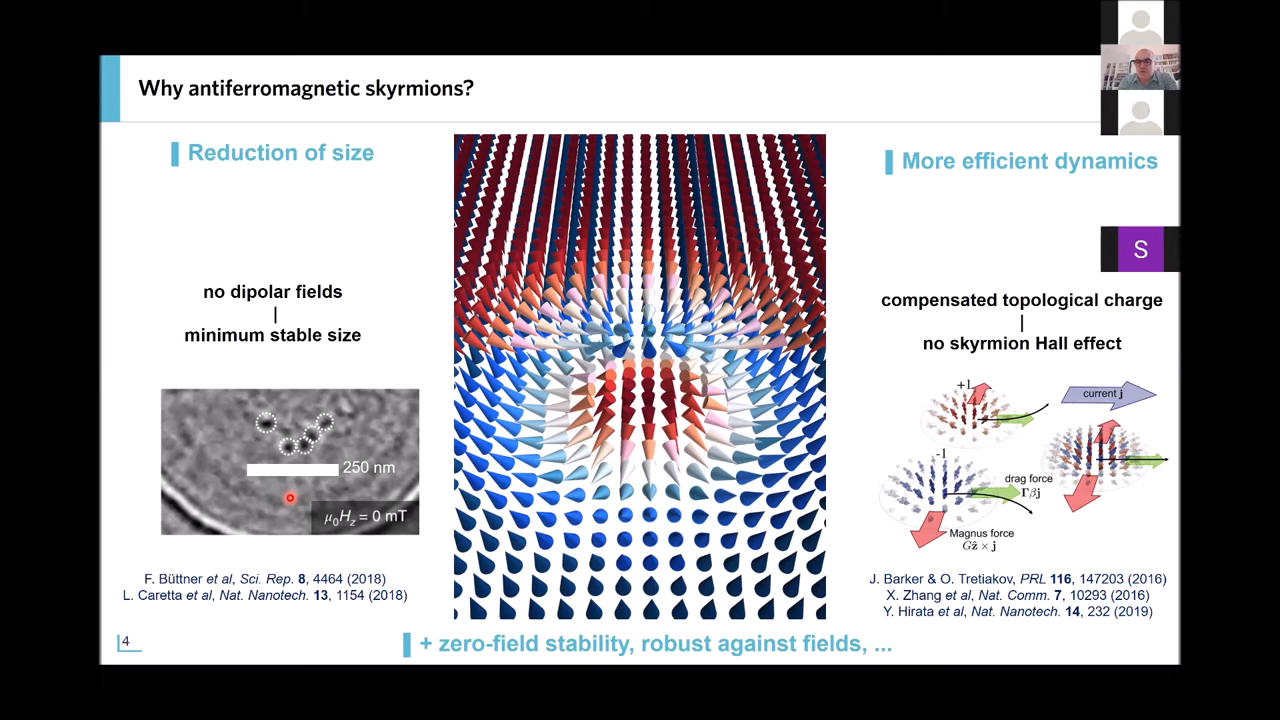 Why antiferromagnetic skyrmions?
Reduction of size
no dipolar fields
|
minimum stable size
250 nm
μ₀H_z = 0 mT
F. Büttner et al, Sci. Rep. 8, 4464 (2018)
L. Caretta et al, Nat. Nanotech. 13, 1154 (2018)
More efficient dynamics
S
compensated topological charge
|
no skyrmion Hall effect
+1
current j
-1
drag force
Γβj
Magnus force
Gẑ × j
J. Barker & O. Tretiakov, PRL 116, 147203 (2016)
X. Zhang et al, Nat. Comm. 7, 10293 (2016)
Y. Hirata et al, Nat. Nanotech. 14, 232 (2019)
+ zero-field stability, robust against fields, ...
4